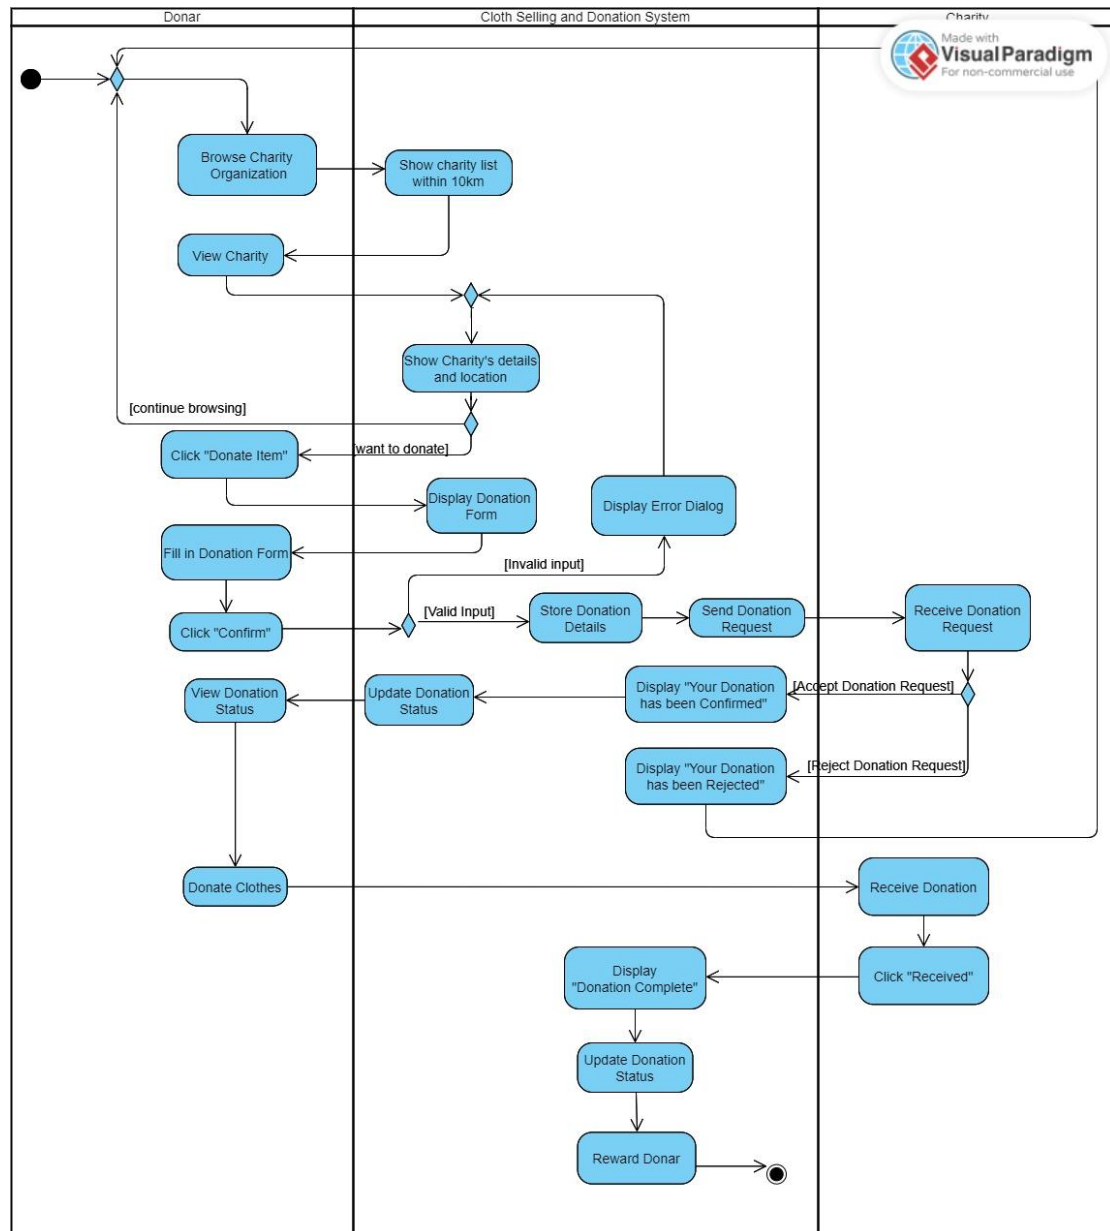 Donar
Cloth Selling and Donation System
Charity
Made with
Visual Paradigm
For non-commercial use
Browse Charity
Organization
Show charity list
within 10km
View Charity
Show Charity's details
and location
[continue browsing]
[want to donate]
Click "Donate Item"
Display Donation
Form
Display Error Dialog
Fill in Donation Form
[Invalid input]
[Valid Input]
Click "Confirm"
Store Donation
Details
Send Donation
Request
Receive Donation
Request
View Donation
Status
Update Donation
Status
Display "Your Donation
has been Confirmed"
[Accept Donation Request]
Display "Your Donation
has been Rejected"
[Reject Donation Request]
Donate Clothes
Receive Donation
Display
"Donation Complete"
Click "Received"
Update Donation
Status
Reward Donar